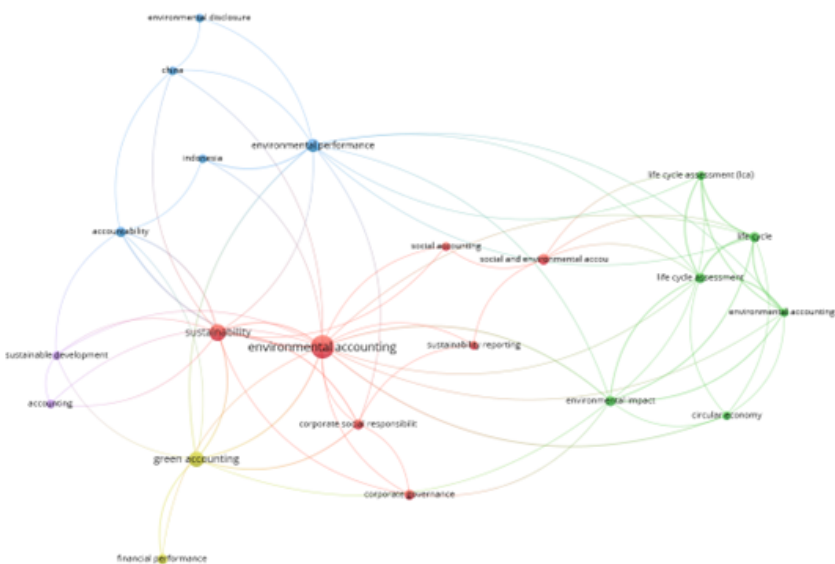 environmental disclosure
china
environmental performance
indonesia
life cycle assessment (lca)
accountability
life cycle
social accounting
social and environmental accou
life cycle assessment
environmental accounting
sustainability
environmental accounting
sustainability reporting
sustainable development
accounting
environmental impact
circular economy
corporate social responsibilit
green accounting
corporate governance
financial performance